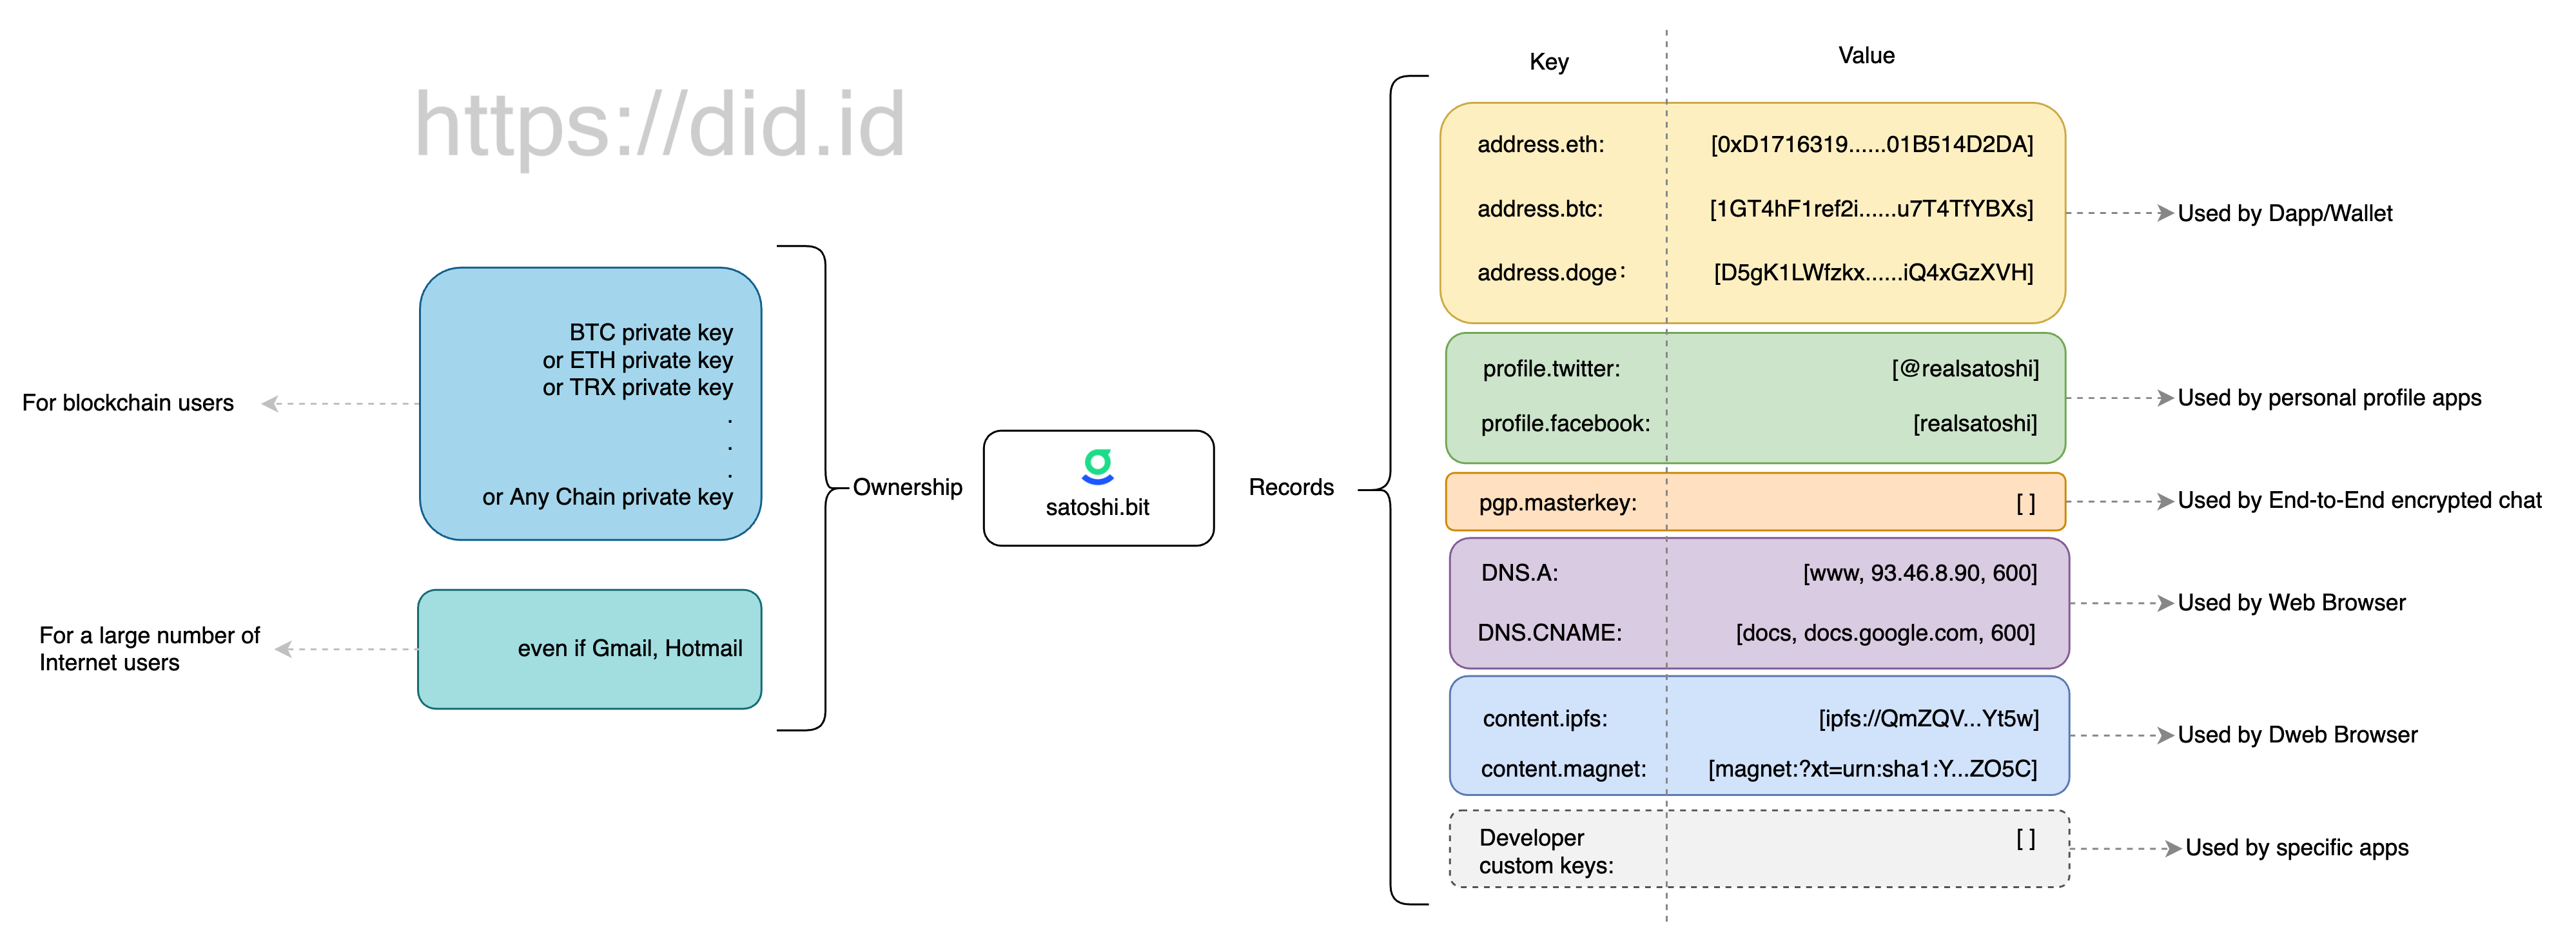 https://did.id
For blockchain users
BTC private key
or ETH private key
or TRX private key
.
.
.
or Any Chain private key
For a large number of
Internet users
even if Gmail, Hotmail
Ownership
satoshi.bit
Records
Key Value
address.eth: [0xD1716319......01B514D2DA]
address.btc: [1GT4hF1ref2i......u7T4TfYBXs]
address.doge： [D5gK1LWfzkx......iQ4xGzXVH]
Used by Dapp/Wallet
profile.twitter: [@realsatoshi]
profile.facebook: [realsatoshi]
Used by personal profile apps
pgp.masterkey: [ ]
Used by End-to-End encrypted chat
DNS.A: [www, 93.46.8.90, 600]
DNS.CNAME: [docs, docs.google.com, 600]
Used by Web Browser
content.ipfs: [ipfs://QmZQV...Yt5w]
content.magnet: [magnet:?xt=urn:sha1:Y...ZO5C]
Used by Dweb Browser
Developer [ ]
custom keys:
Used by specific apps